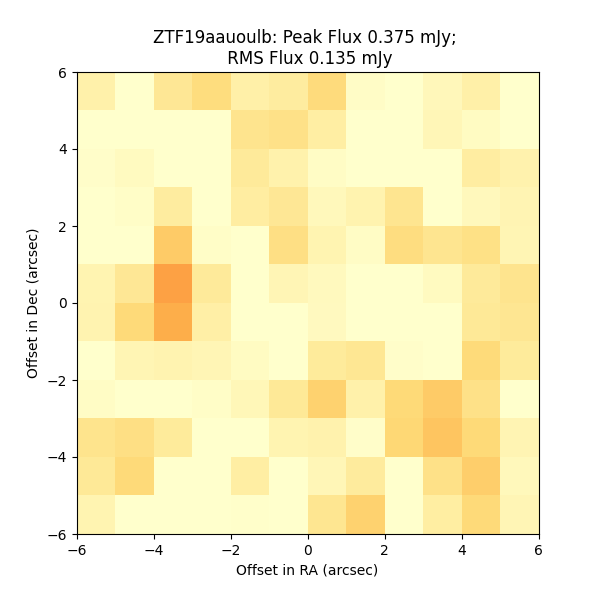 ZTF19aauoulb: Peak Flux 0.375 mJy;
RMS Flux 0.135 mJy
6
4
2
0
−2
−4
−6
Offset in Dec (arcsec)
−6 −4 −2 0 2 4 6
Offset in RA (arcsec)